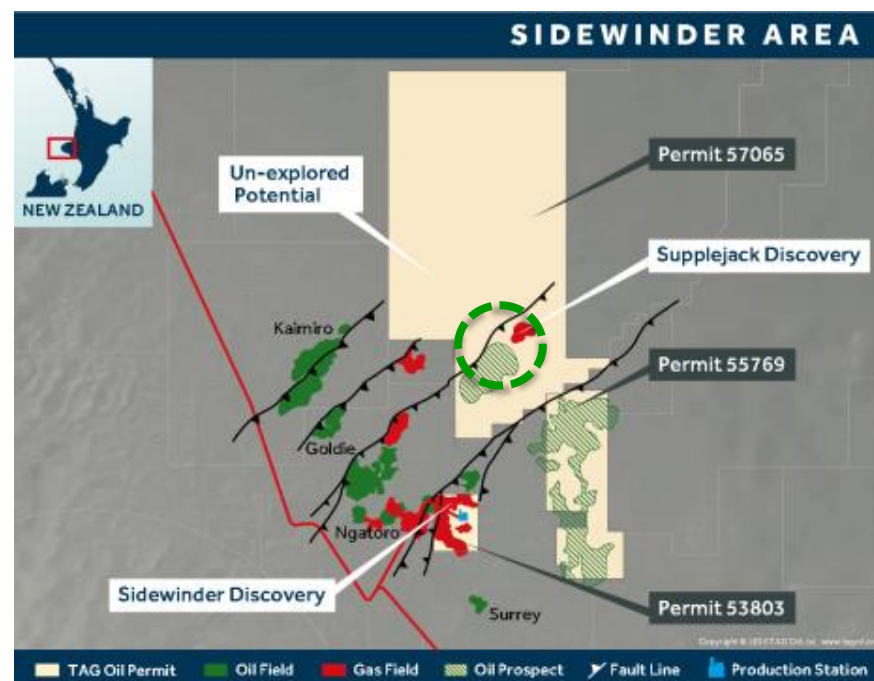 SIDEWINDER AREA
NEW ZEALAND
Un-explored
Potential
Permit 57065
Supplejack Discovery
Kaimiro
Permit 55769
Goldie
Ngatoro
Sidewinder Discovery
Surrey
Permit 53803
TAG Oil Permit
Oil Field
Gas Field
Oil Prospect
Fault Line
Production Station